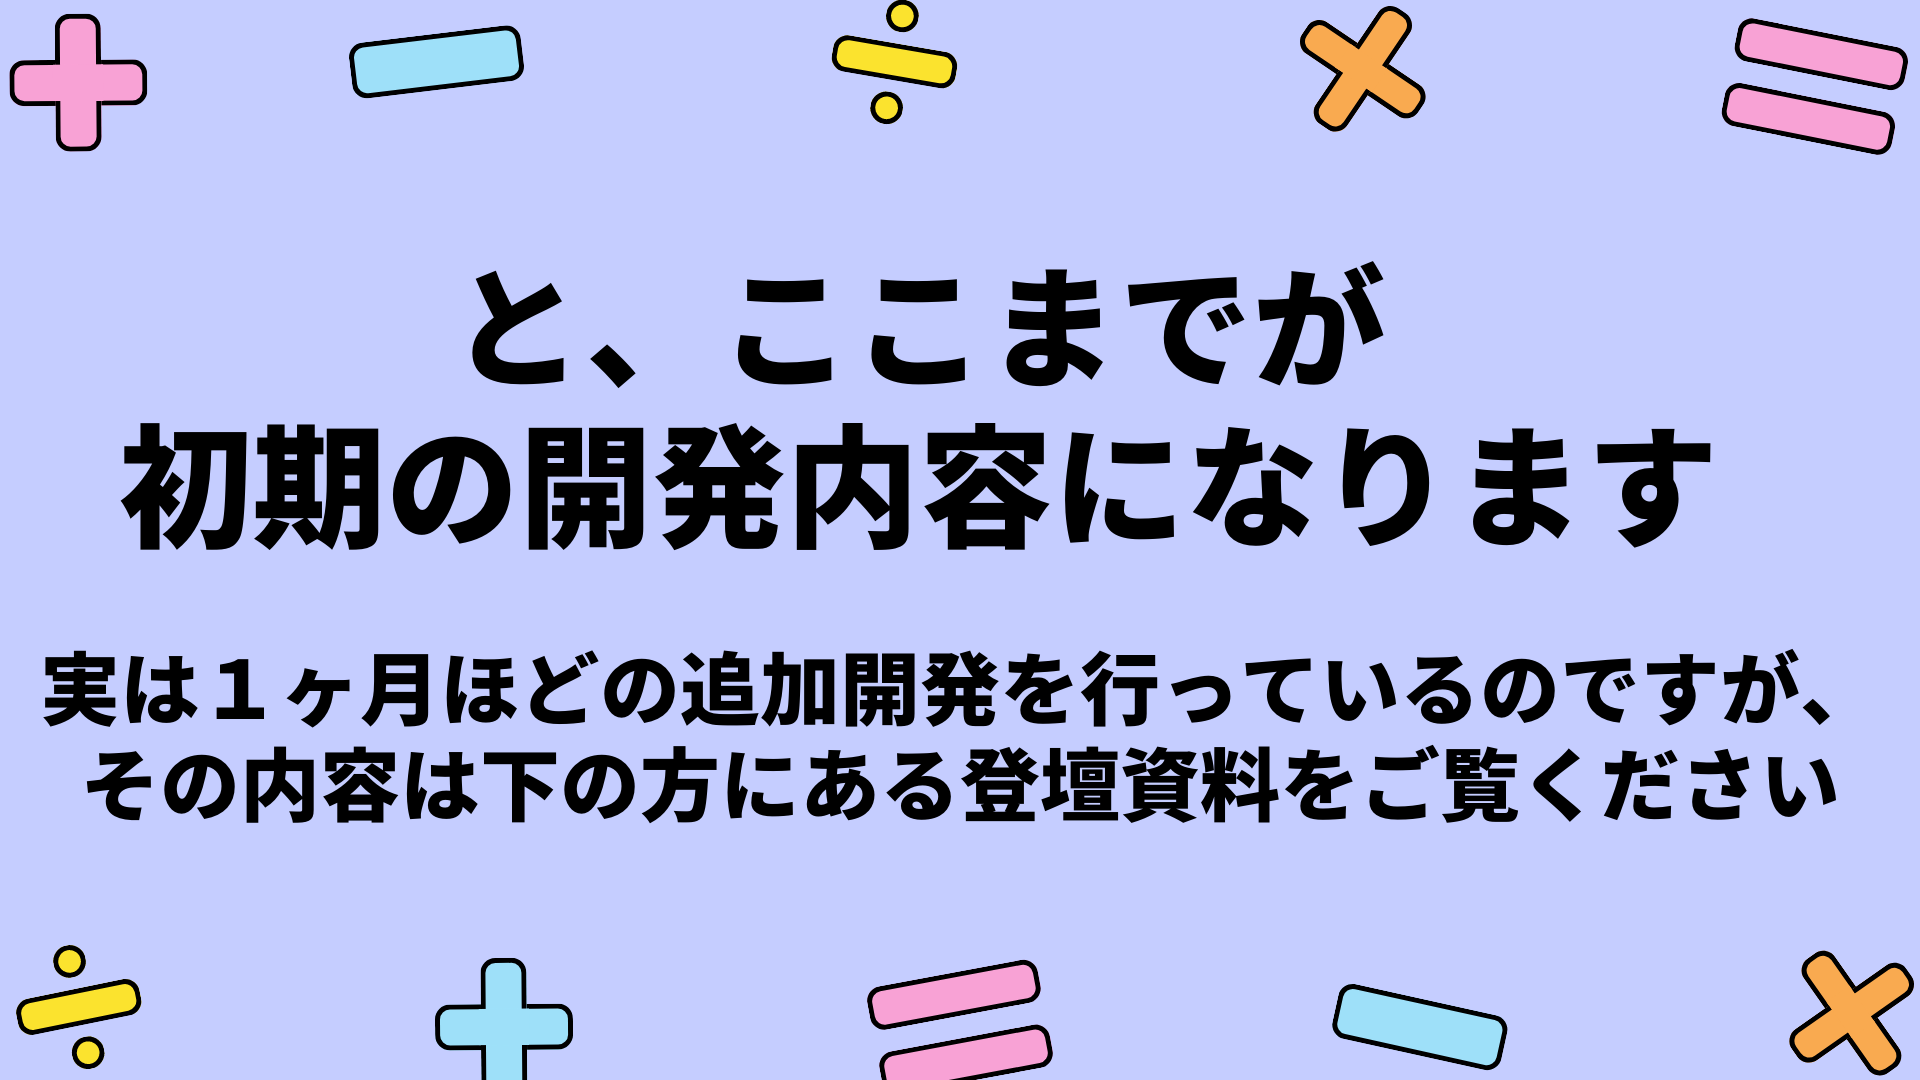 と、ここまでが
初期の開発内容になります
実は１ヶ月ほどの追加開発を行っているのですが、
その内容は下の方にある登壇資料をご覧ください